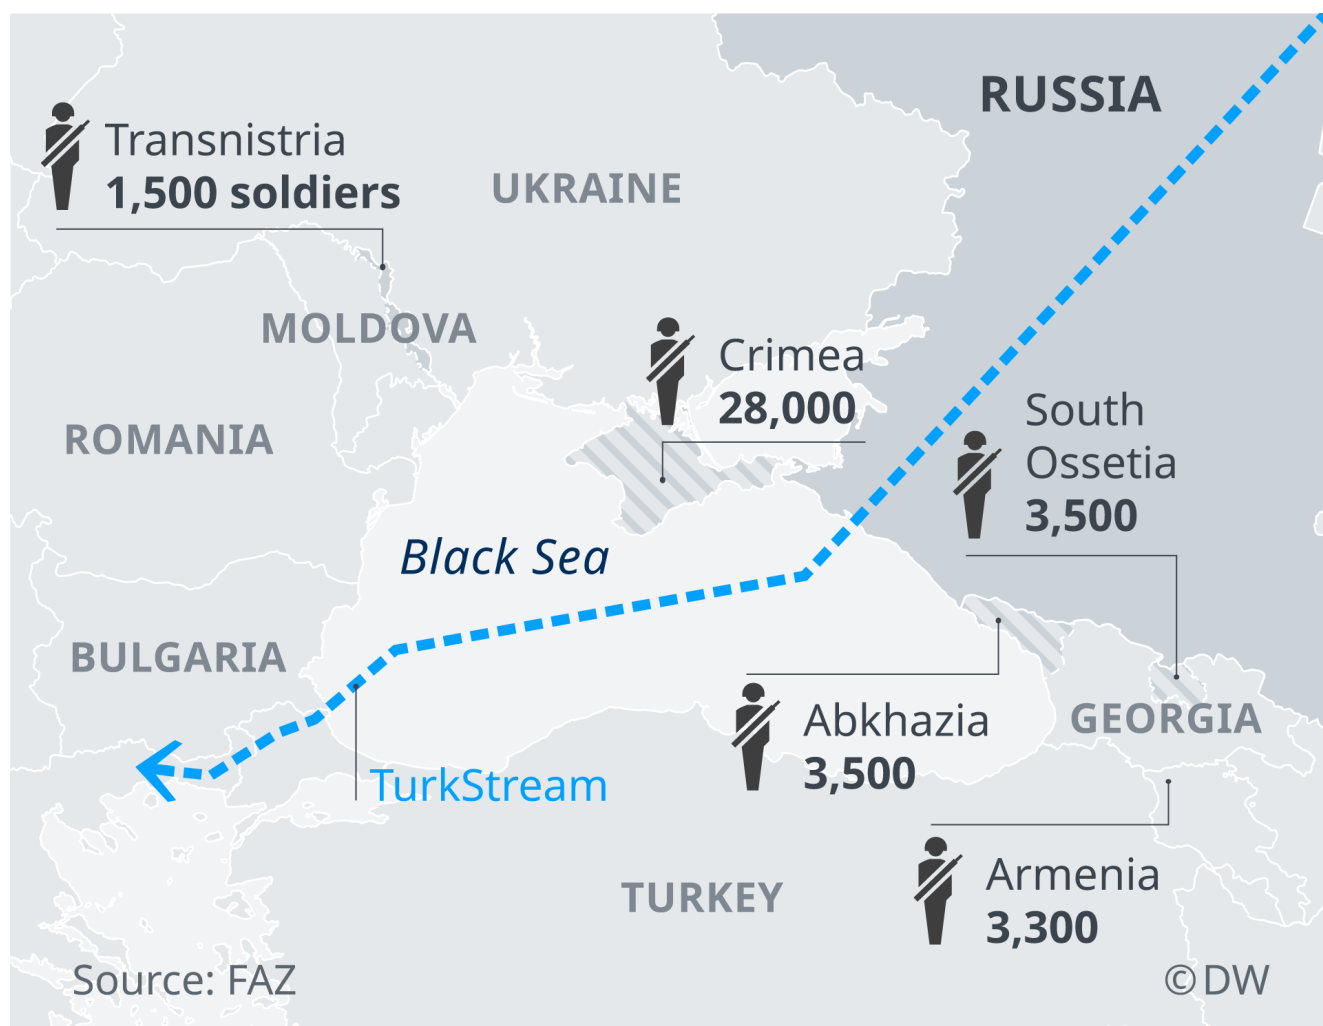 RUSSIA
Transnistria
1,500 soldiers
UKRAINE
MOLDOVA
Crimea
28,000
ROMANIA
South
Ossetia
3,500
Black Sea
BULGARIA
Abkhazia
3,500
GEORGIA
TurkStream
TURKEY
Armenia
3,300
Source: FAZ
©DW